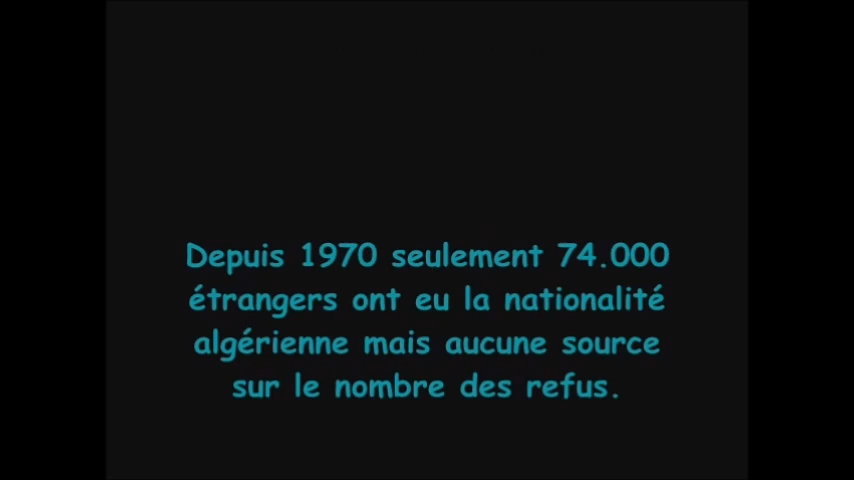 Depuis 1970 seulement 74.000
étrangers ont eu la nationalité
algérienne mais aucune source
sur le nombre des refus.